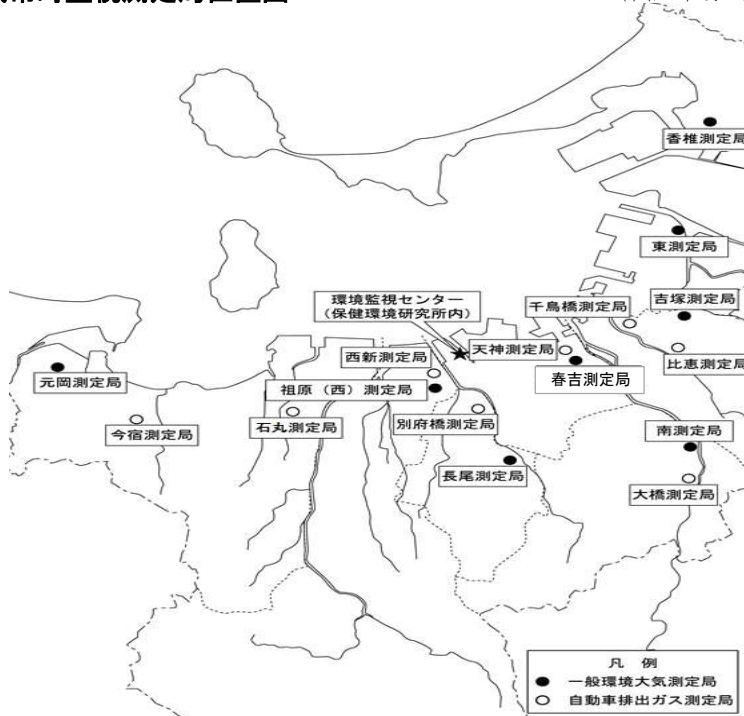 香椎測定局
東測定局
吉塚測定局
千鳥橋測定局
環境監視センター
(保健環境研究所内)
天神測定局
比恵測定局
西新測定局
春吉測定局
元岡測定局
祖原（西）測定局
今宿測定局
石丸測定局
別府橋測定局
南測定局
長尾測定局
大橋測定局
凡 例
● 一般環境大気測定局
○ 自動車排出ガス測定局